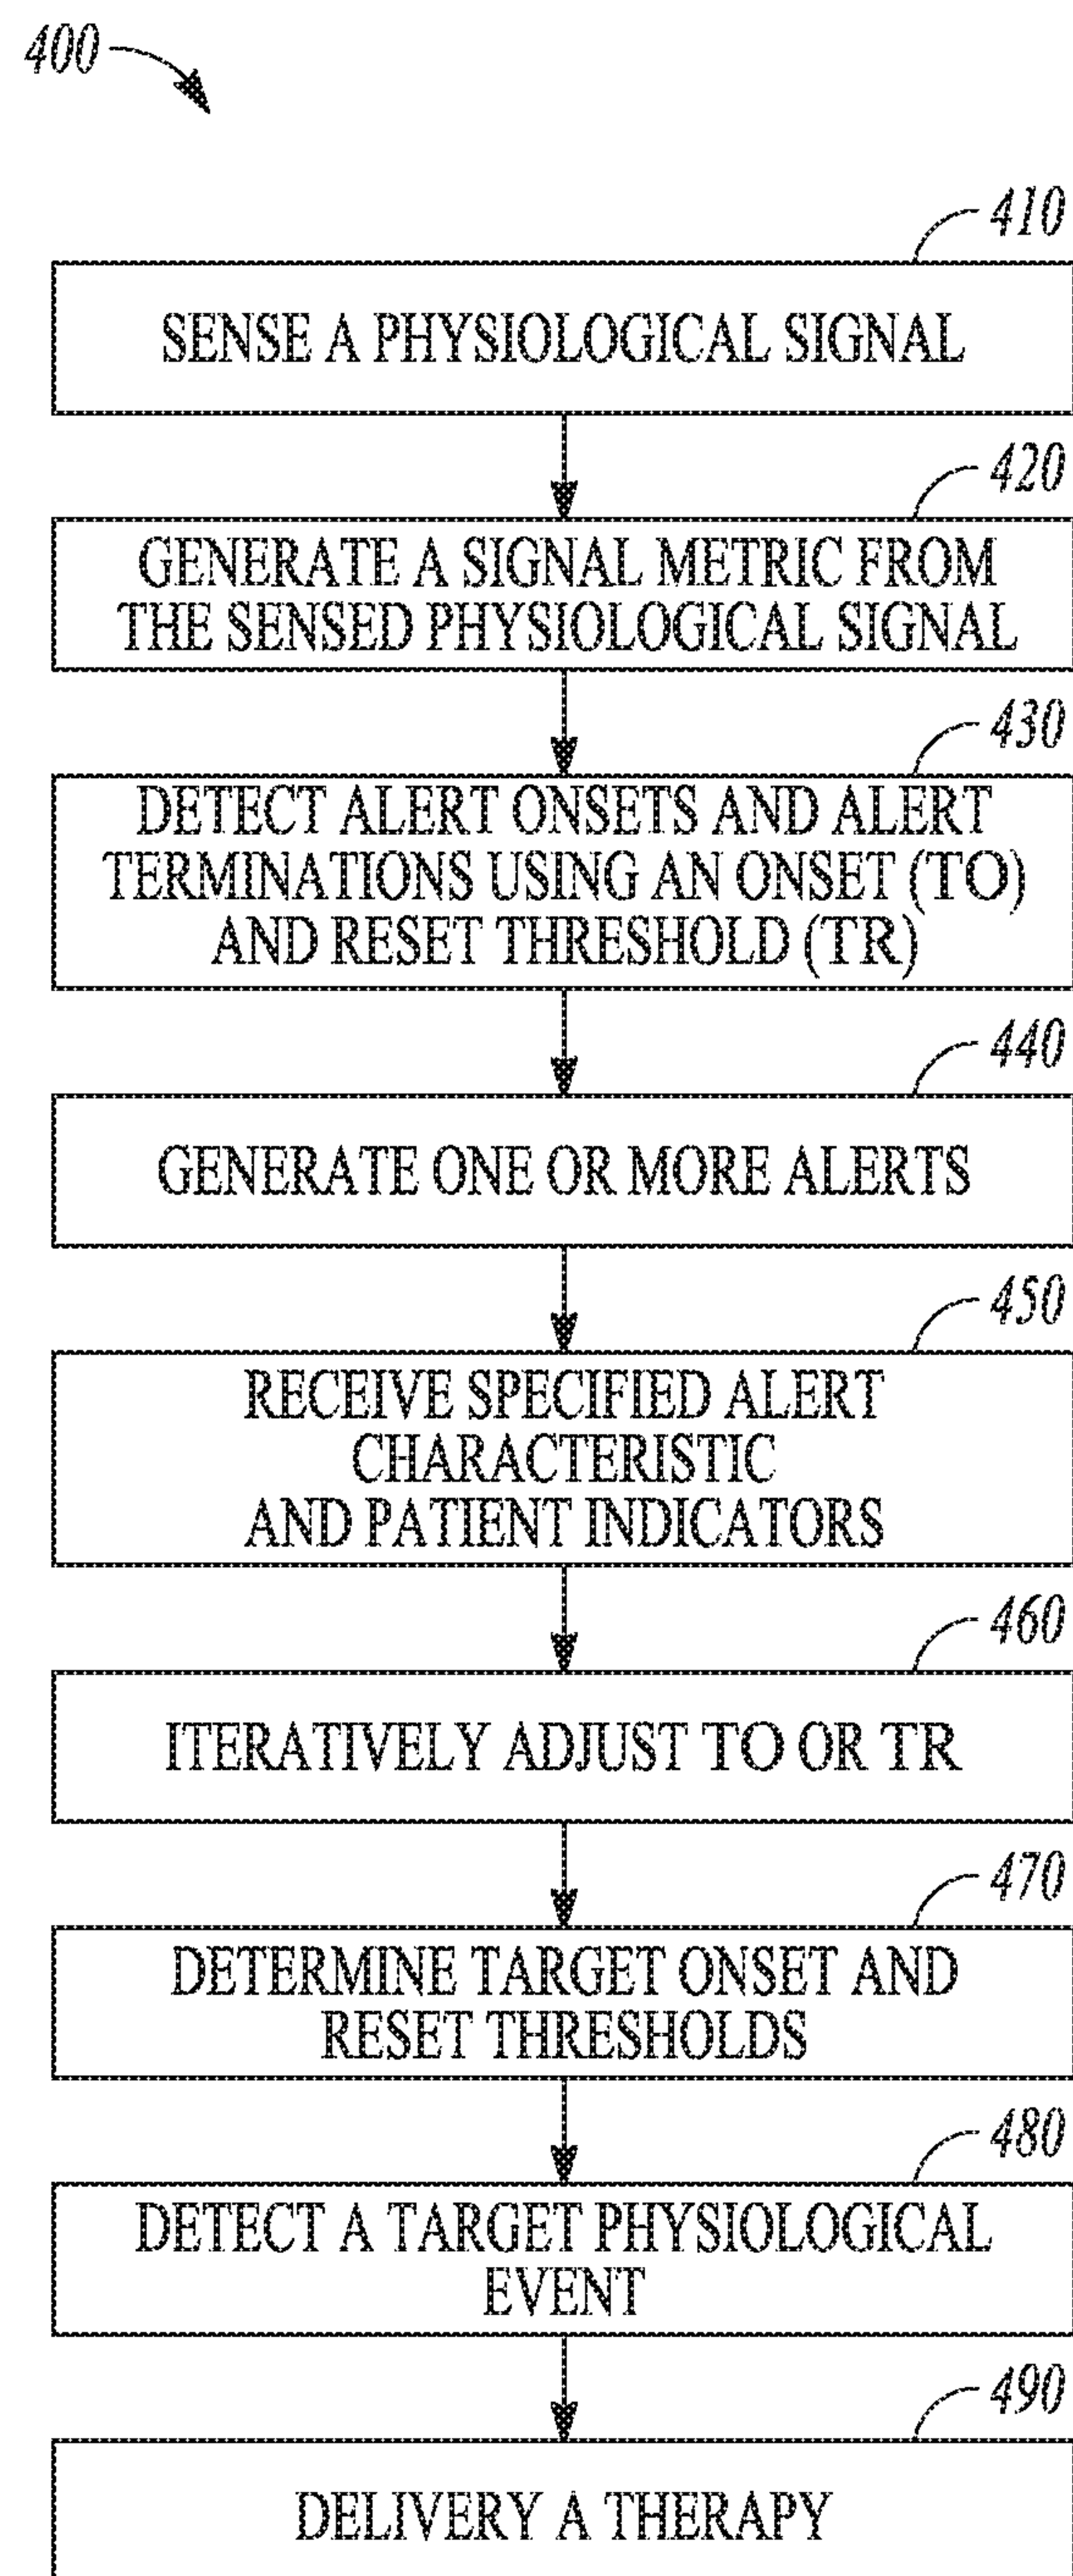 400
410
SENSE A PHYSIOLOGICAL SIGNAL
420
GENERATE A SIGNAL METRIC FROM
THE SENSED PHYSIOLOGICAL SIGNAL
430
DETECT ALERT ONSETS AND ALERT
TERMINATIONS USING AN ONSET (TO)
AND RESET THRESHOLD (TR)
440
GENERATE ONE OR MORE ALERTS
450
RECEIVE SPECIFIED ALERT
CHARACTERISTIC
AND PATIENT INDICATORS
460
ITERATIVELY ADJUST TO OR TR
470
DETERMINE TARGET ONSET AND
RESET THRESHOLDS
480
DETECT A TARGET PHYSIOLOGICAL
EVENT
490
DELIVERY A THERAPY